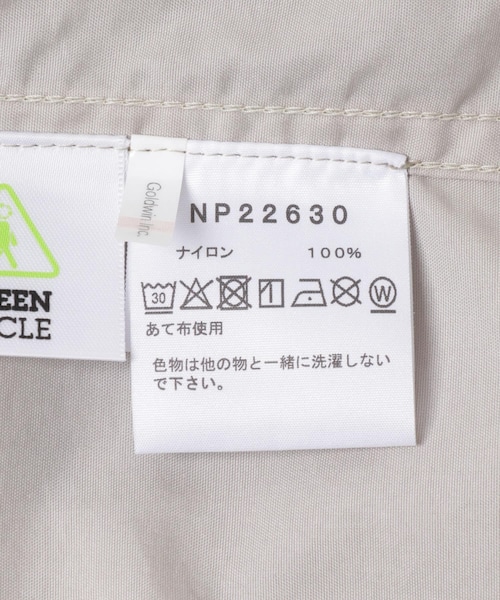 EEN
CLE
Goldwin Inc.
NP22630
ナイロン 100%
30
W
あて布使用
色物は他の物と一緒に洗濯しない
で下さい。